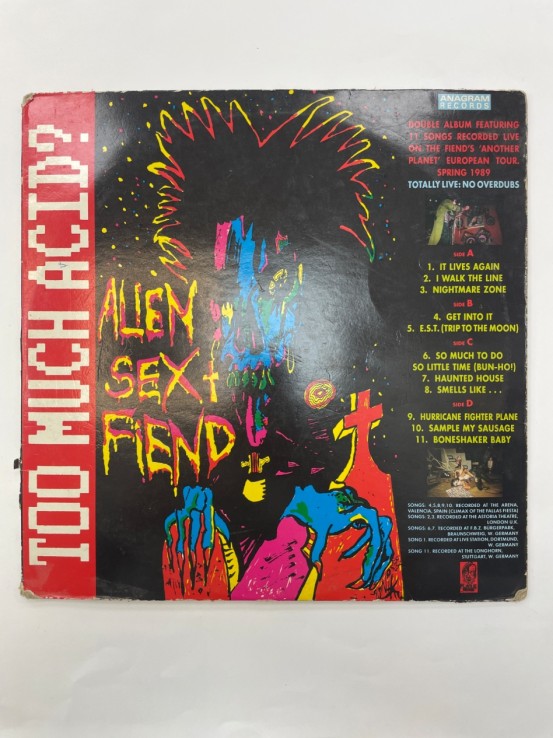 TOO MUCH ACID?
ALIEN
SEX
FIEND
ANAGRAM
RECORDS
DOUBLE ALBUM FEATURING
11 SONGS RECORDED LIVE
ON THE FIEND'S 'ANOTHER
PLANET' EUROPEAN TOUR.
SPRING 1989
TOTALLY LIVE: NO OVERDUBS
SIDE A
1. IT LIVES AGAIN
2. I WALK THE LINE
3. NIGHTMARE ZONE
SIDE B
4. GET INTO IT
5. E.S.T. (TRIP TO THE MOON)
SIDE C
6. SO MUCH TO DO
SO LITTLE TIME (BUN-HO!)
7. HAUNTED HOUSE
8. SMELLS LIKE . . .
SIDE D
9. HURRICANE FIGHTER PLANE
10. SAMPLE MY SAUSAGE
11. BONESHAKER BABY
SONGS: 4,5,8,9,10. RECORDED AT THE ARENA,
VALENCIA, SPAIN (CLIMAX OF THE FALLAS FIESTA)
SONGS: 2,3. RECORDED AT THE ASTORIA THEATRE,
LONDON U.K.
SONGS: 6,7. RECORDED AT F.B.Z. BURGERPARK,
BRAUNSCHWEIG, W. GERMANY
SONG 1. RECORDED AT LIVE STATION, DORTMUND,
W. GERMANY
SONG 11. RECORDED AT THE LONGHORN,
STUTTGART, W. GERMANY